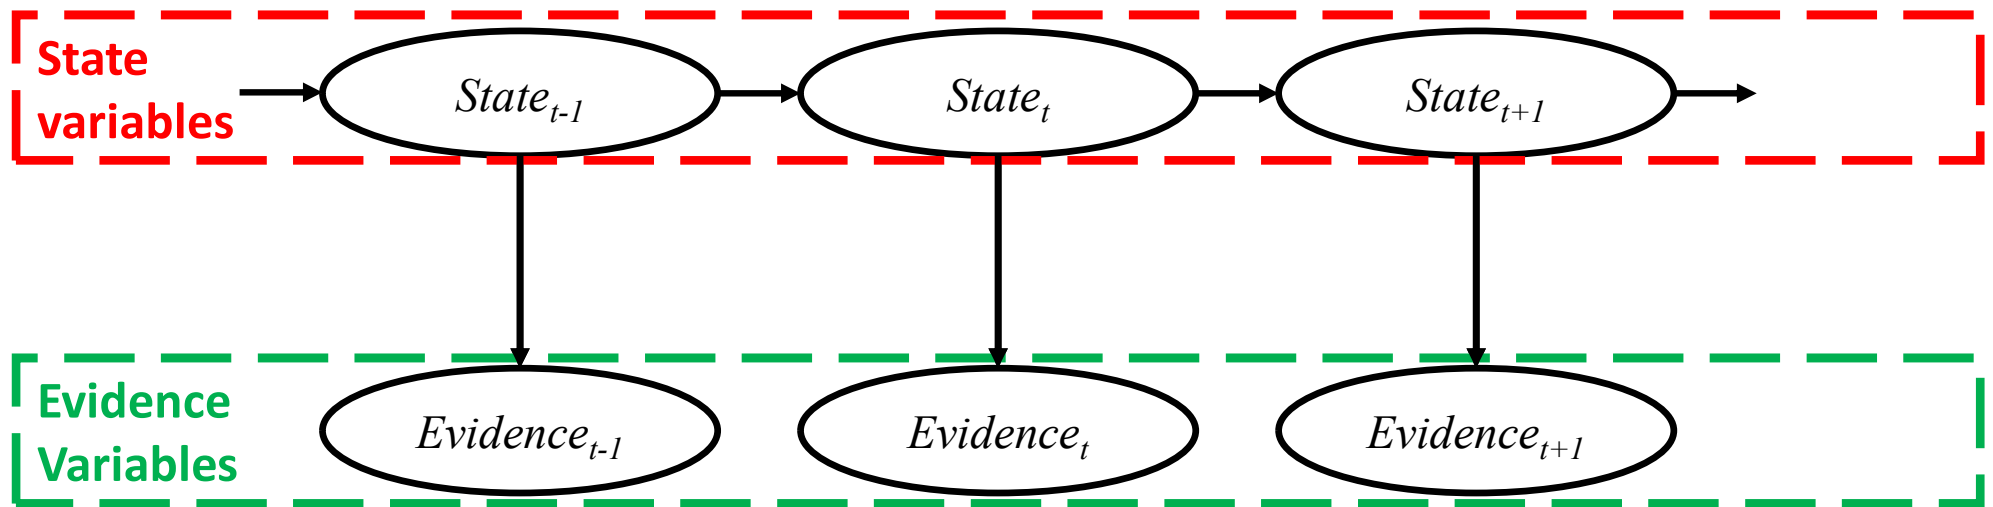 State
variables
State_{t-1}
State_t
State_{t+1}
Evidence
Variables
Evidence_{t-1}
Evidence_t
Evidence_{t+1}